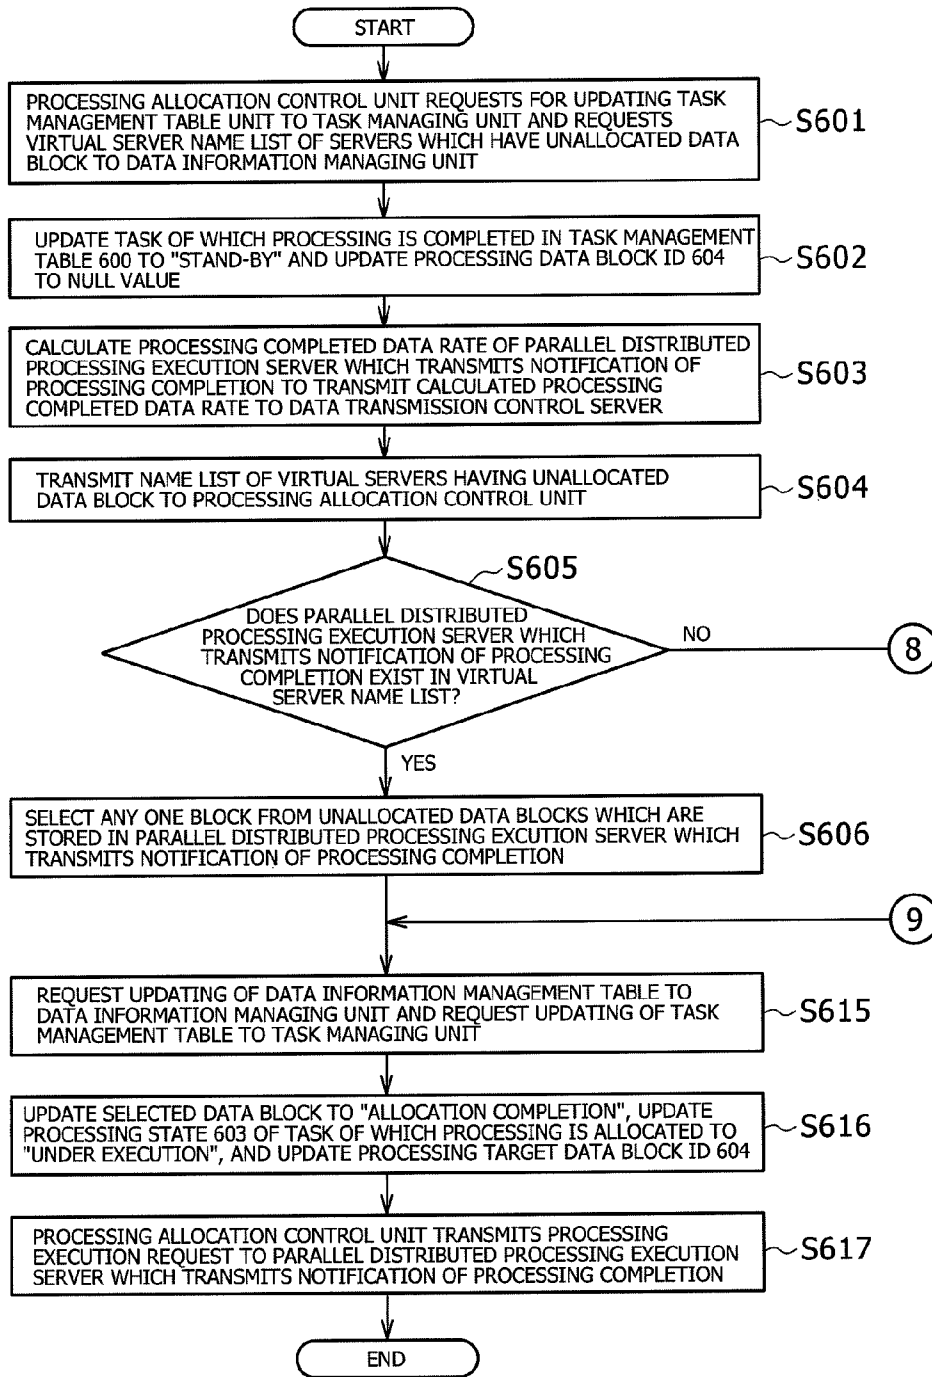 START
PROCESSING ALLOCATION CONTROL UNIT REQUESTS FOR UPDATING TASK
MANAGEMENT TABLE UNIT TO TASK MANAGING UNIT AND REQUESTS
VIRTUAL SERVER NAME LIST OF SERVERS WHICH HAVE UNALLOCATED DATA
BLOCK TO DATA INFORMATION MANAGING UNIT
S601
UPDATE TASK OF WHICH PROCESSING IS COMPLETED IN TASK MANAGEMENT
TABLE 600 TO "STAND-BY" AND UPDATE PROCESSING DATA BLOCK ID 604
TO NULL VALUE
S602
CALCULATE PROCESSING COMPLETED DATA RATE OF PARALLEL DISTRIBUTED
PROCESSING EXECUTION SERVER WHICH TRANSMITS NOTIFICATION OF
PROCESSING COMPLETION TO TRANSMIT CALCULATED PROCESSING
COMPLETED DATA RATE TO DATA TRANSMISSION CONTROL SERVER
S603
TRANSMIT NAME LIST OF VIRTUAL SERVERS HAVING UNALLOCATED
DATA BLOCK TO PROCESSING ALLOCATION CONTROL UNIT
S604
S605
DOES PARALLEL DISTRIBUTED
PROCESSING EXECUTION SERVER WHICH
TRANSMITS NOTIFICATION OF PROCESSING
COMPLETION EXIST IN VIRTUAL
SERVER NAME LIST?
NO
8
YES
SELECT ANY ONE BLOCK FROM UNALLOCATED DATA BLOCKS WHICH ARE
STORED IN PARALLEL DISTRIBUTED PROCESSING EXCUTION SERVER WHICH
TRANSMITS NOTIFICATION OF PROCESSING COMPLETION
S606
9
REQUEST UPDATING OF DATA INFORMATION MANAGEMENT TABLE TO
DATA INFORMATION MANAGING UNIT AND REQUEST UPDATING OF TASK
MANAGEMENT TABLE TO TASK MANAGING UNIT
S615
UPDATE SELECTED DATA BLOCK TO "ALLOCATION COMPLETION", UPDATE
PROCESSING STATE 603 OF TASK OF WHICH PROCESSING IS ALLOCATED TO
"UNDER EXECUTION", AND UPDATE PROCESSING TARGET DATA BLOCK ID 604
S616
PROCESSING ALLOCATION CONTROL UNIT TRANSMITS PROCESSING
EXECUTION REQUEST TO PARALLEL DISTRIBUTED PROCESSING EXECUTION
SERVER WHICH TRANSMITS NOTIFICATION OF PROCESSING COMPLETION
S617
END